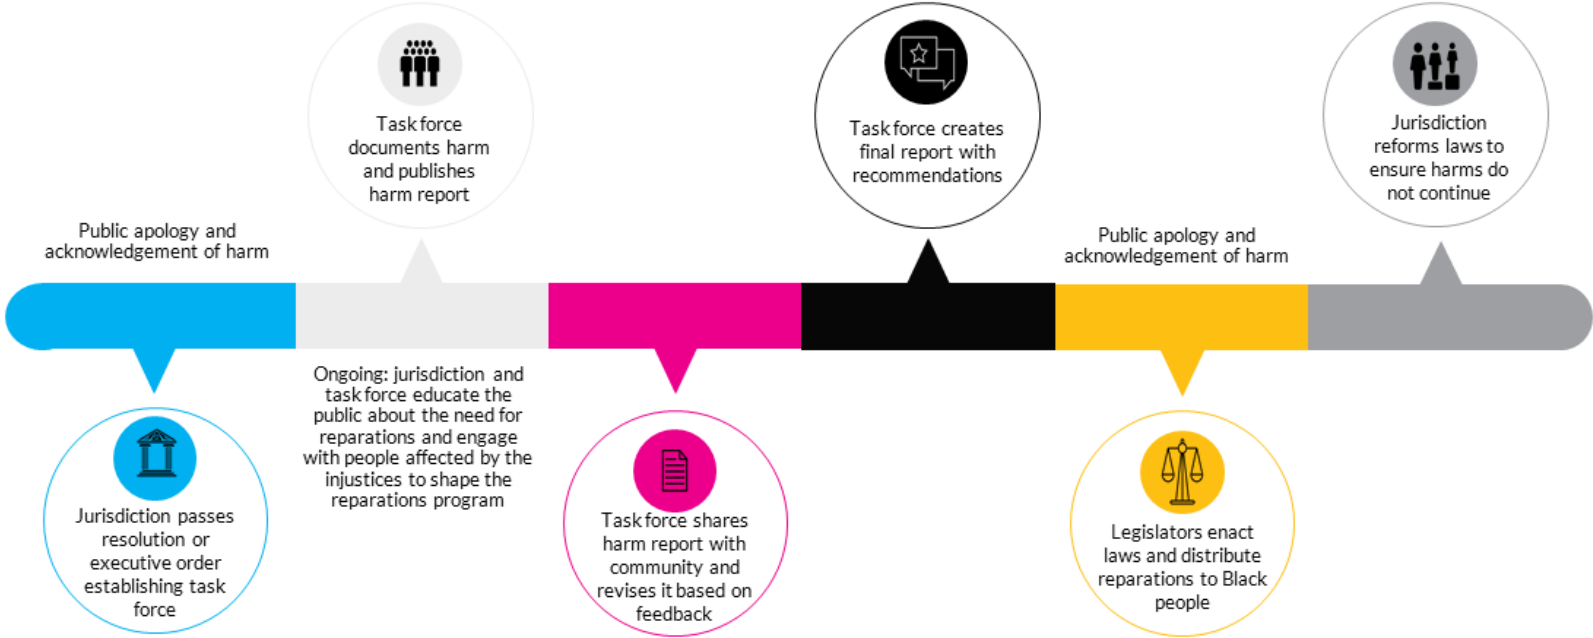 Public apology and
acknowledgement of harm
Jurisdiction passes
resolution or
executive order
establishing task
force
Task force
documents harm
and publishes
harm report
Ongoing: jurisdiction and
task force educate the
public about the need for
reparations and engage
with people affected by the
injustices to shape the
reparations program
Task force shares
harm report with
community and
revises it based on
feedback
Task force creates
final report with
recommendations
Public apology and
acknowledgement of harm
Legislators enact
laws and distribute
reparations to Black
people
Jurisdiction
reforms laws to
ensure harms do
not continue